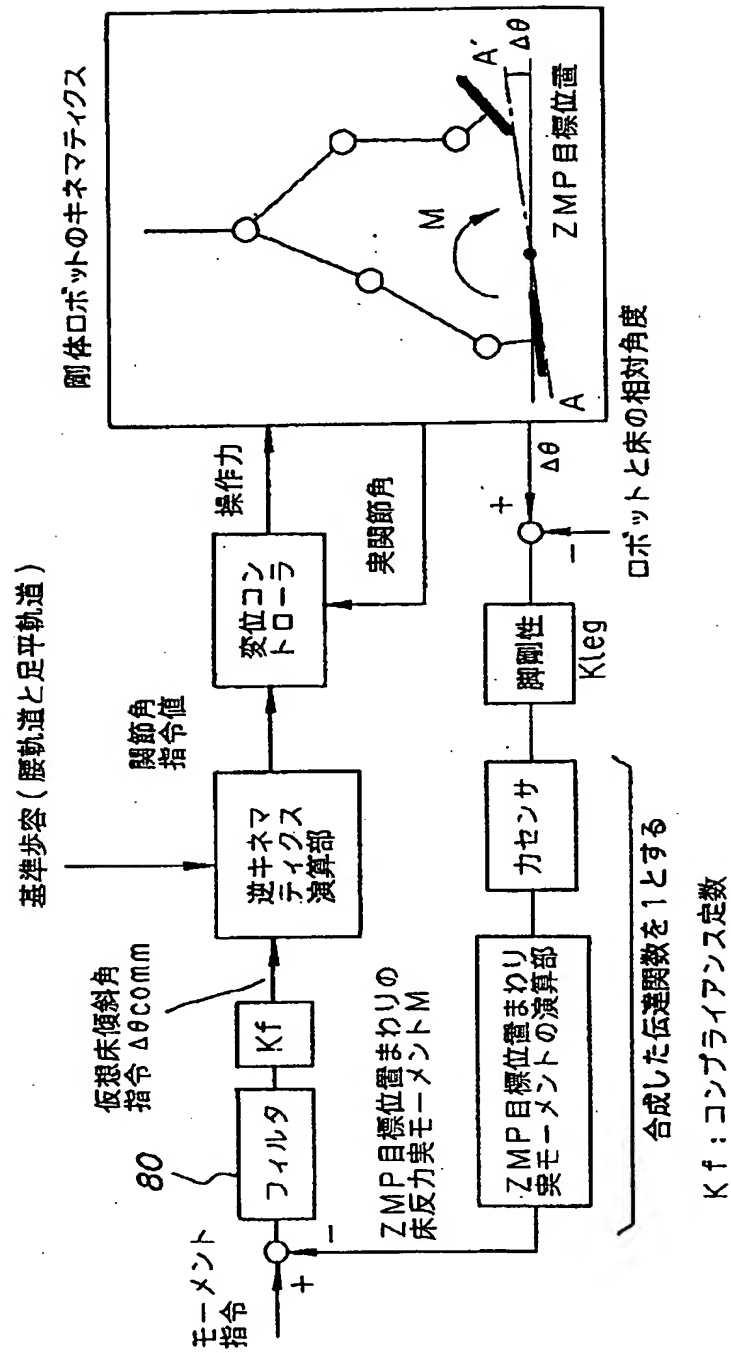 剛体ロボットのキネマティクス
基準歩容(腰軌道と足平軌道)
操作力
変位コン
トローラ
実関節角
関節角
指令値
逆キネマ
ティクス
演算部
仮想床傾斜角
指令 Δθcomm
Kf
フィルタ
80
モーメント
指令
+
-
M
A
A′
Δθ
ZMP目標位置
Δθ
+
-
ロボットと床の相対角度
脚剛性
Kleg
力センサ
ZMP目標位置まわり
実モーメントの演算部
ZMP目標位置まわりの
床反力実モーメントM
合成した伝達関数を1とする
Kf:コンプライアンス定数